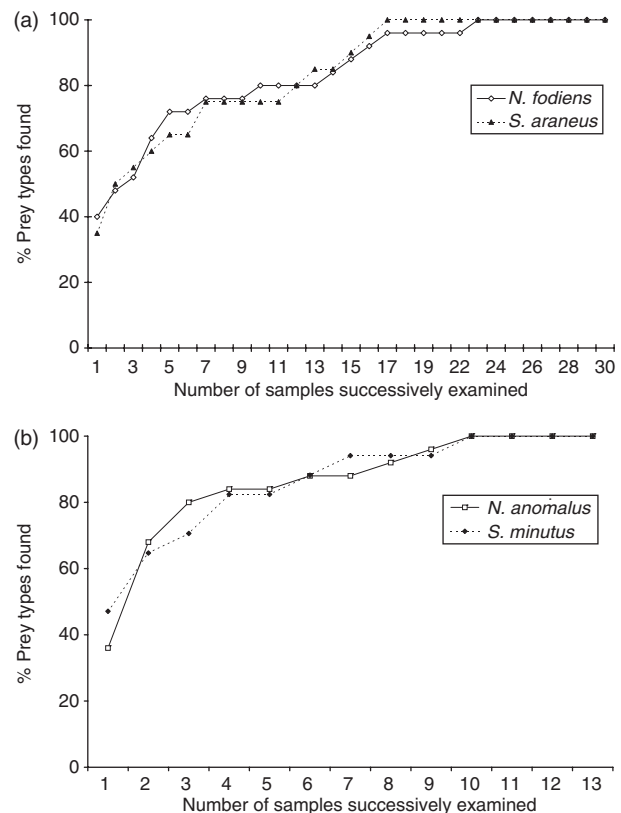 (a)
100
80
60
40
20
0
% Prey types found
N. fodiens
S. araneus
1 3 5 7 9 11 13 15 17 19 22 24 26 28 30
Number of samples successively examined
(b)
100
80
60
40
20
0
% Prey types found
N. anomalus
S. minutus
1 2 3 4 5 6 7 8 9 10 11 12 13
Number of samples successively examined